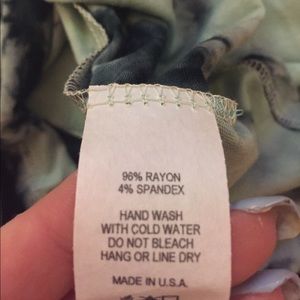 96% RAYON
4% SPANDEX
HAND WASH
WITH COLD WATER
DO NOT BLEACH
HANG OR LINE DRY
MADE IN U.S.A.